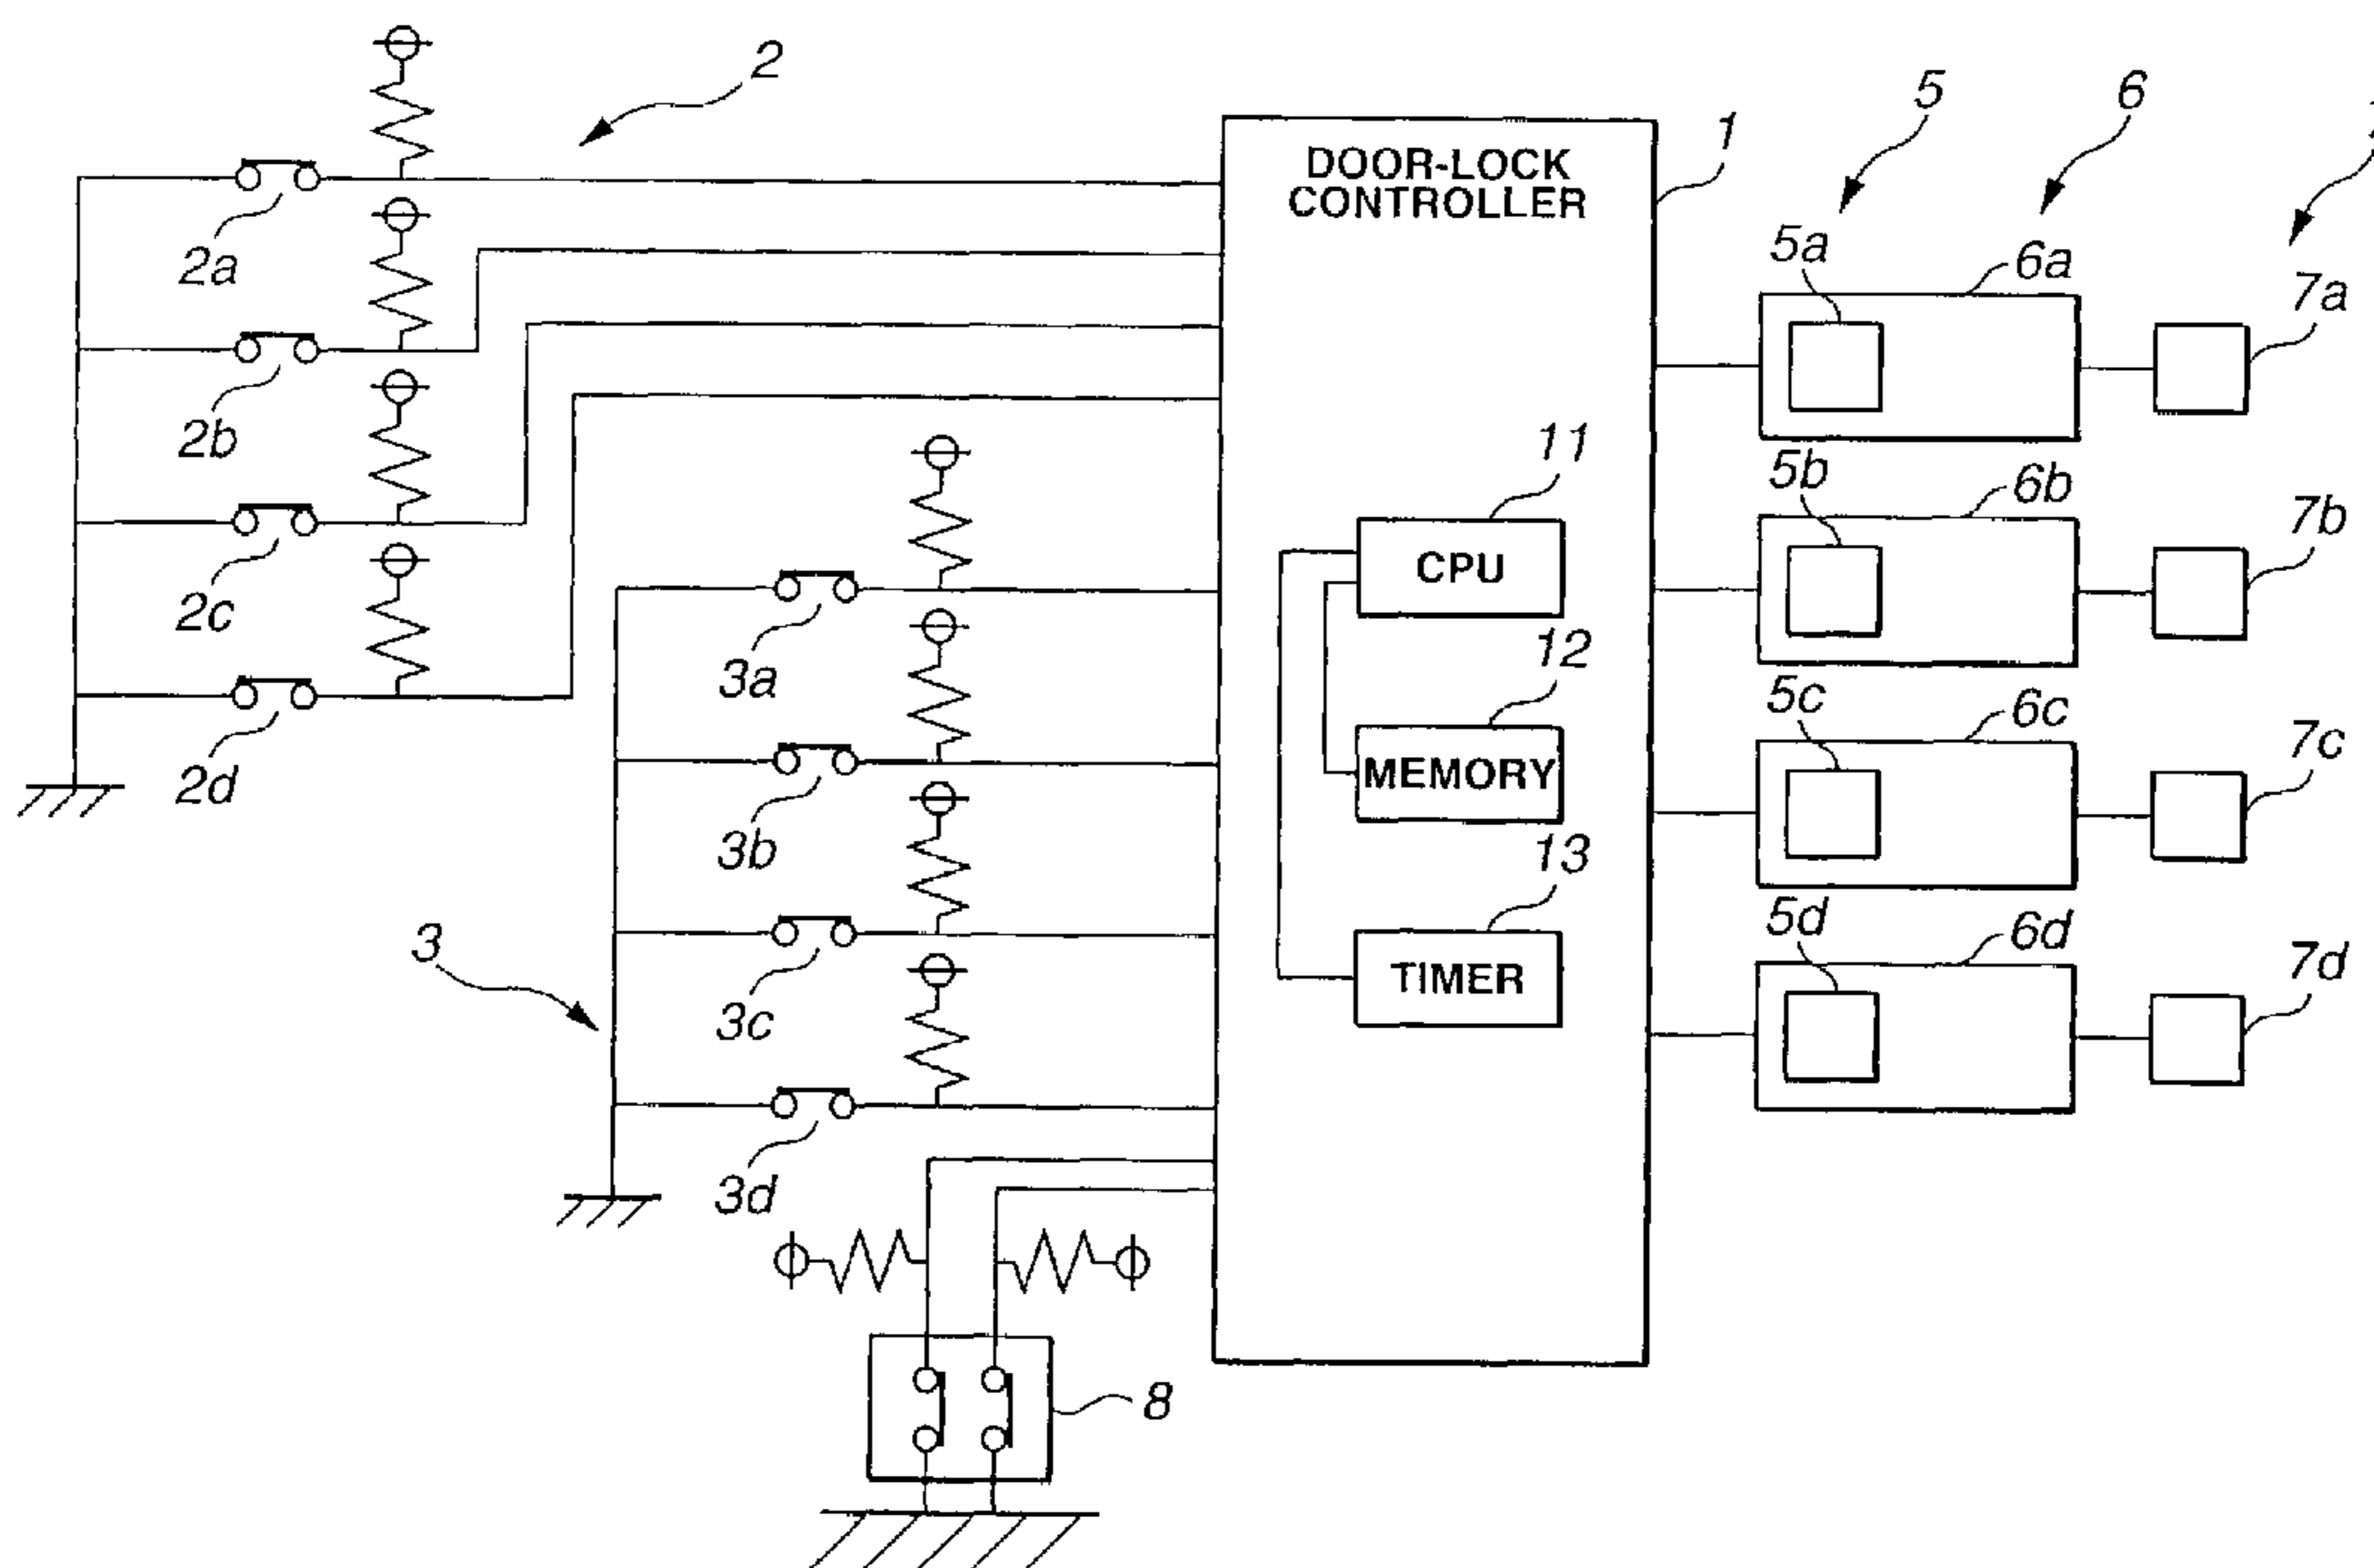 2
5
6
1
DOOR-LOCK
CONTROLLER
2a
5a
6a
7a
2b
11
5b
6b
7b
CPU
2c
3a
12
5c
6c
7c
2d
MEMORY
3b
13
5d
6d
7d
3
TIMER
3c
3d
8